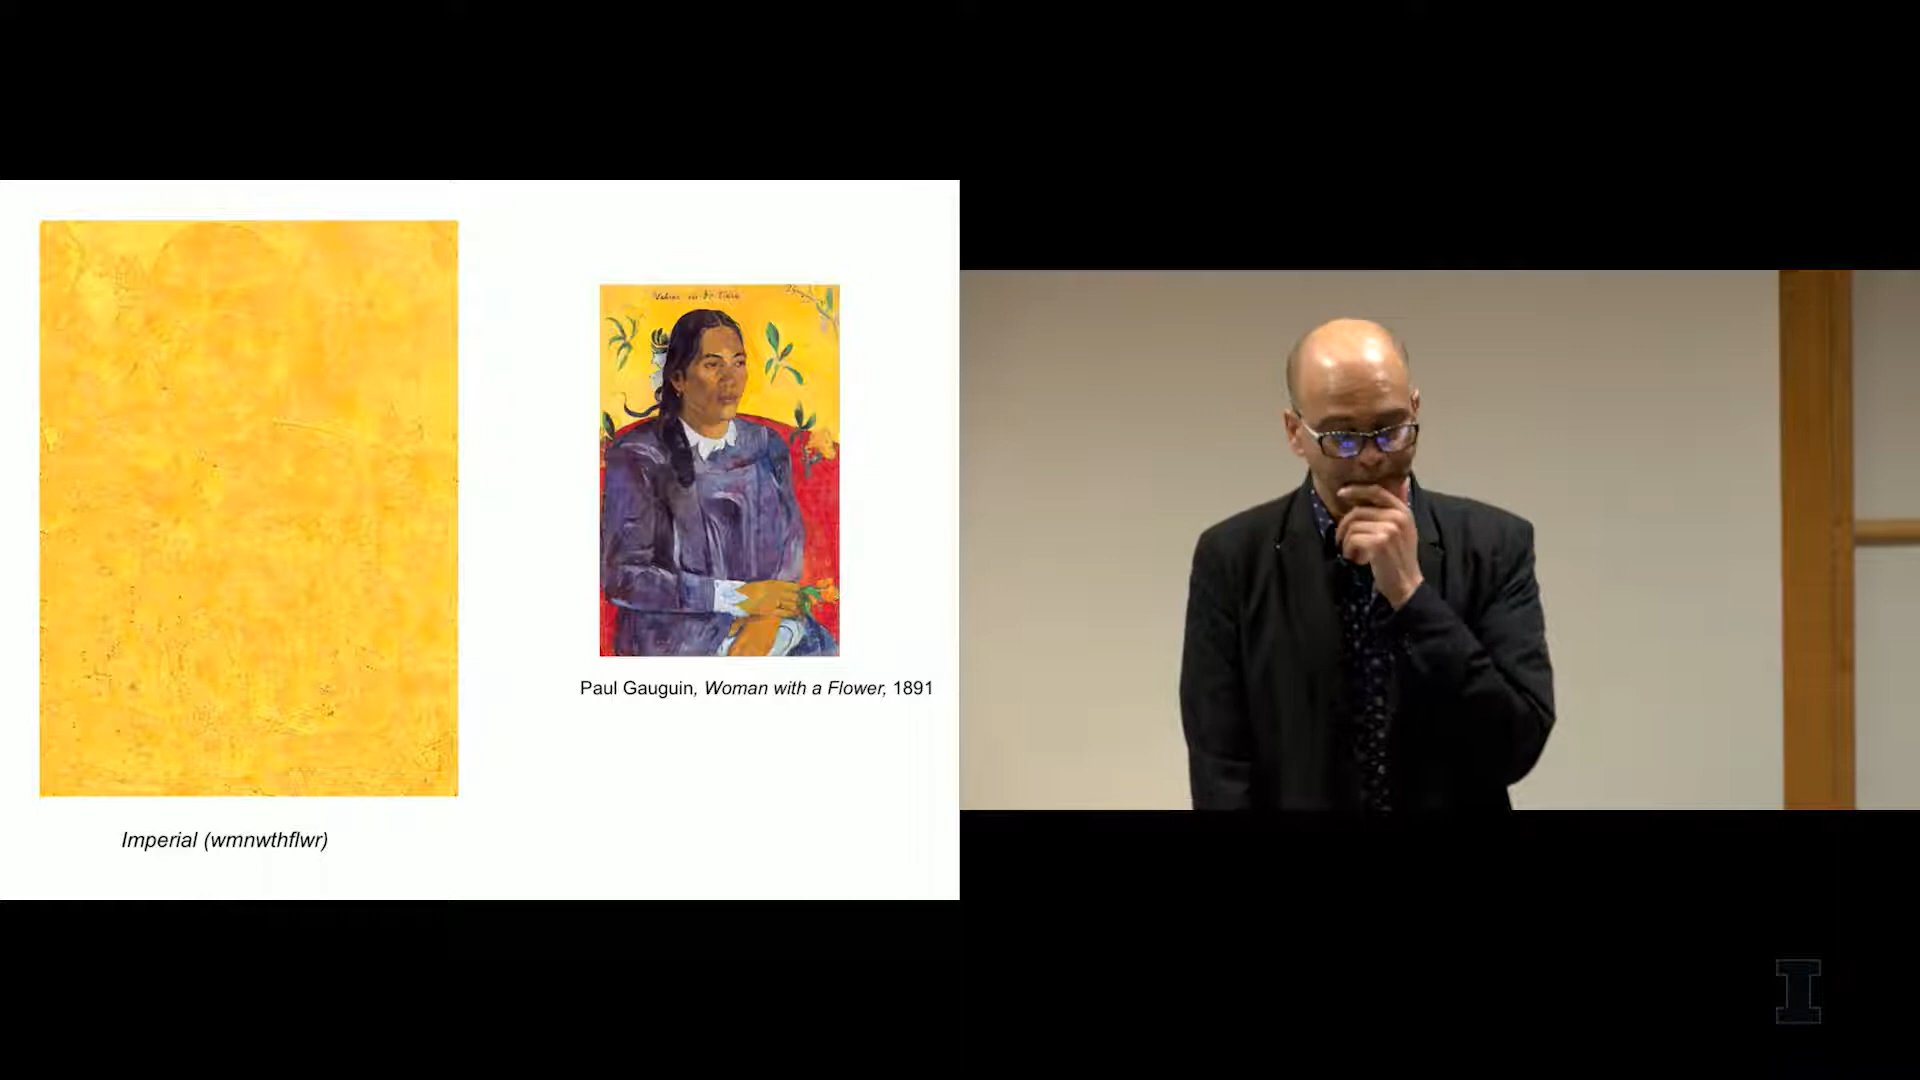 Imperial (wmnwthflwr)
Paul Gauguin, Woman with a Flower, 1891
I